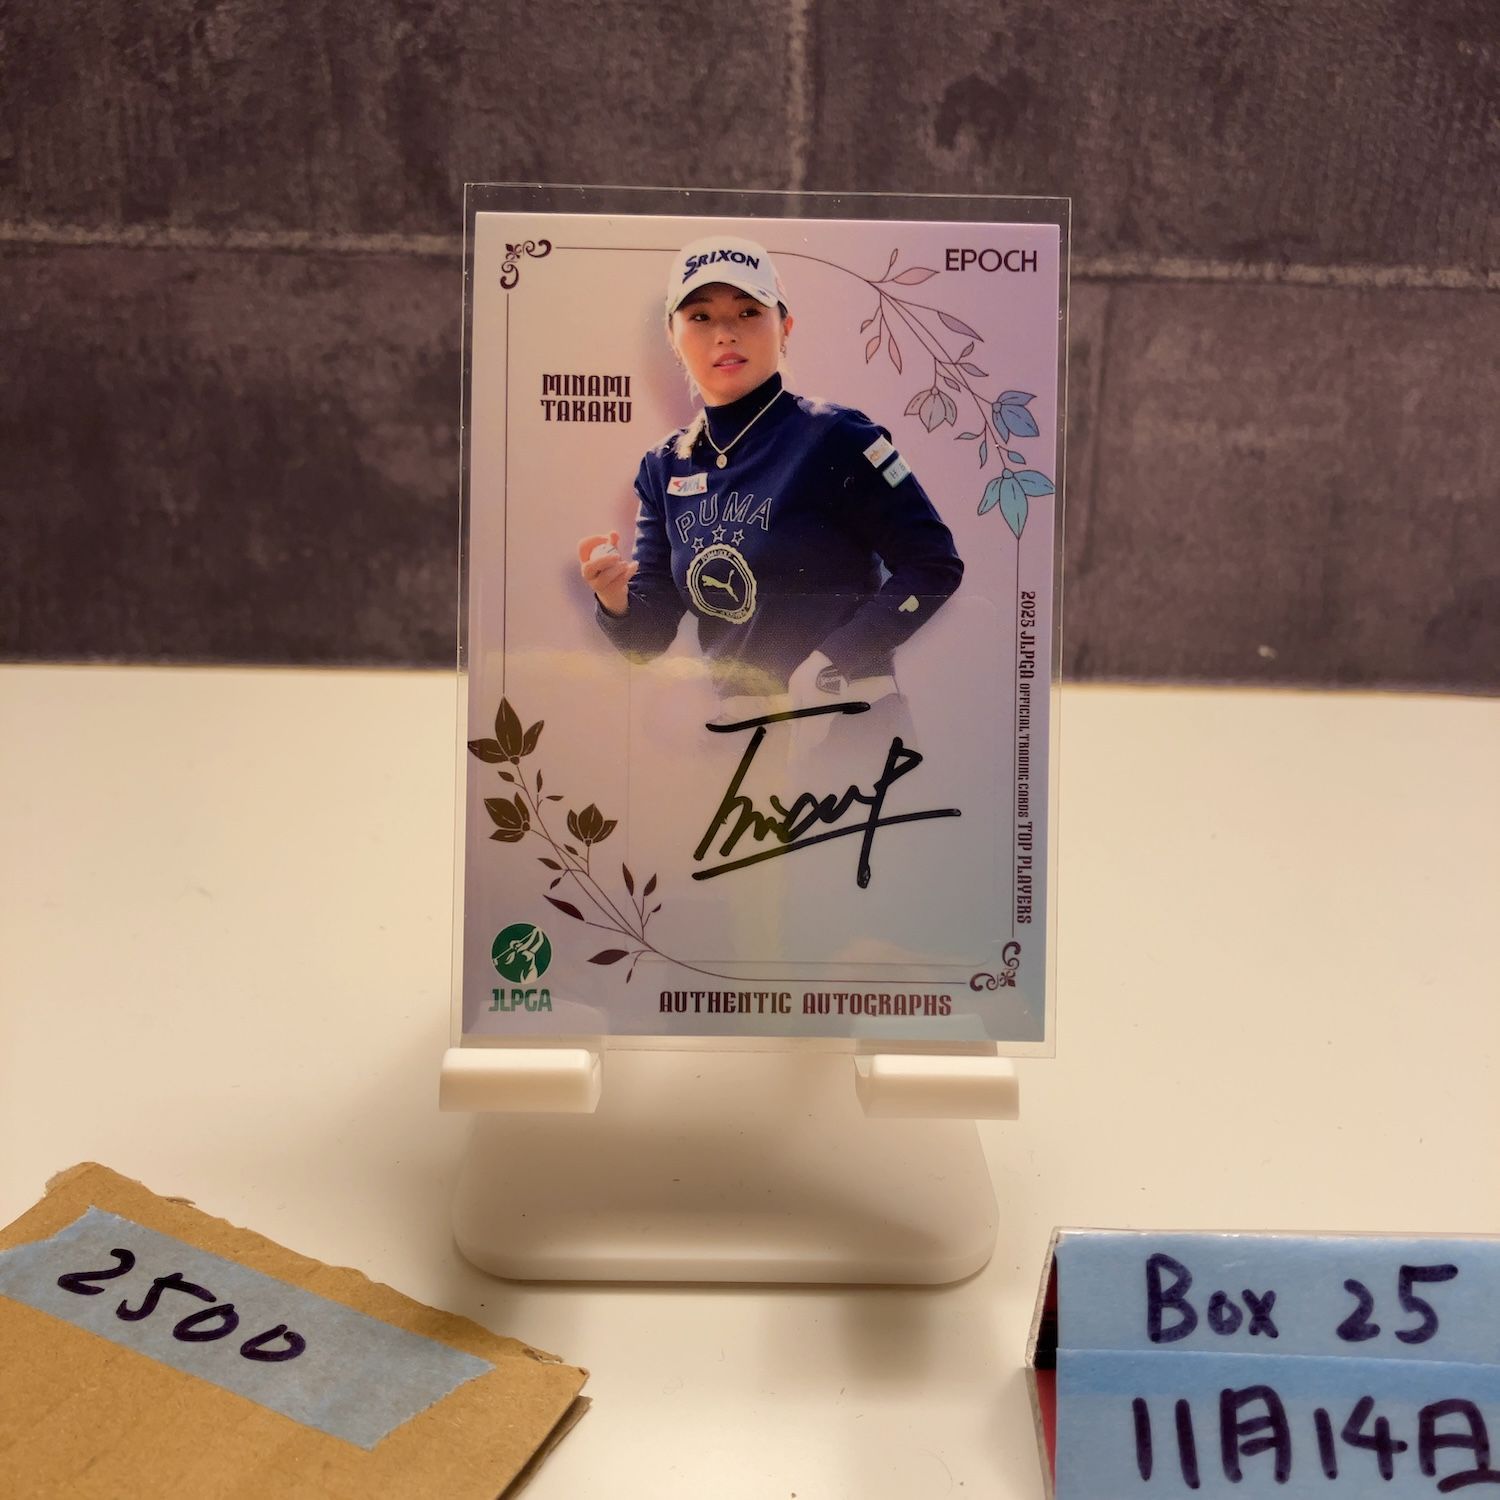 EPOCH
SRIXON
MINAMI
TAKAKU
PUMA
P
2025 JLPGA OFFICIAL TRADING CARDS TOP PLAYERS
JLPGA
AUTHENTIC AUTOGRAPHS
2500
Box 25
11月14日